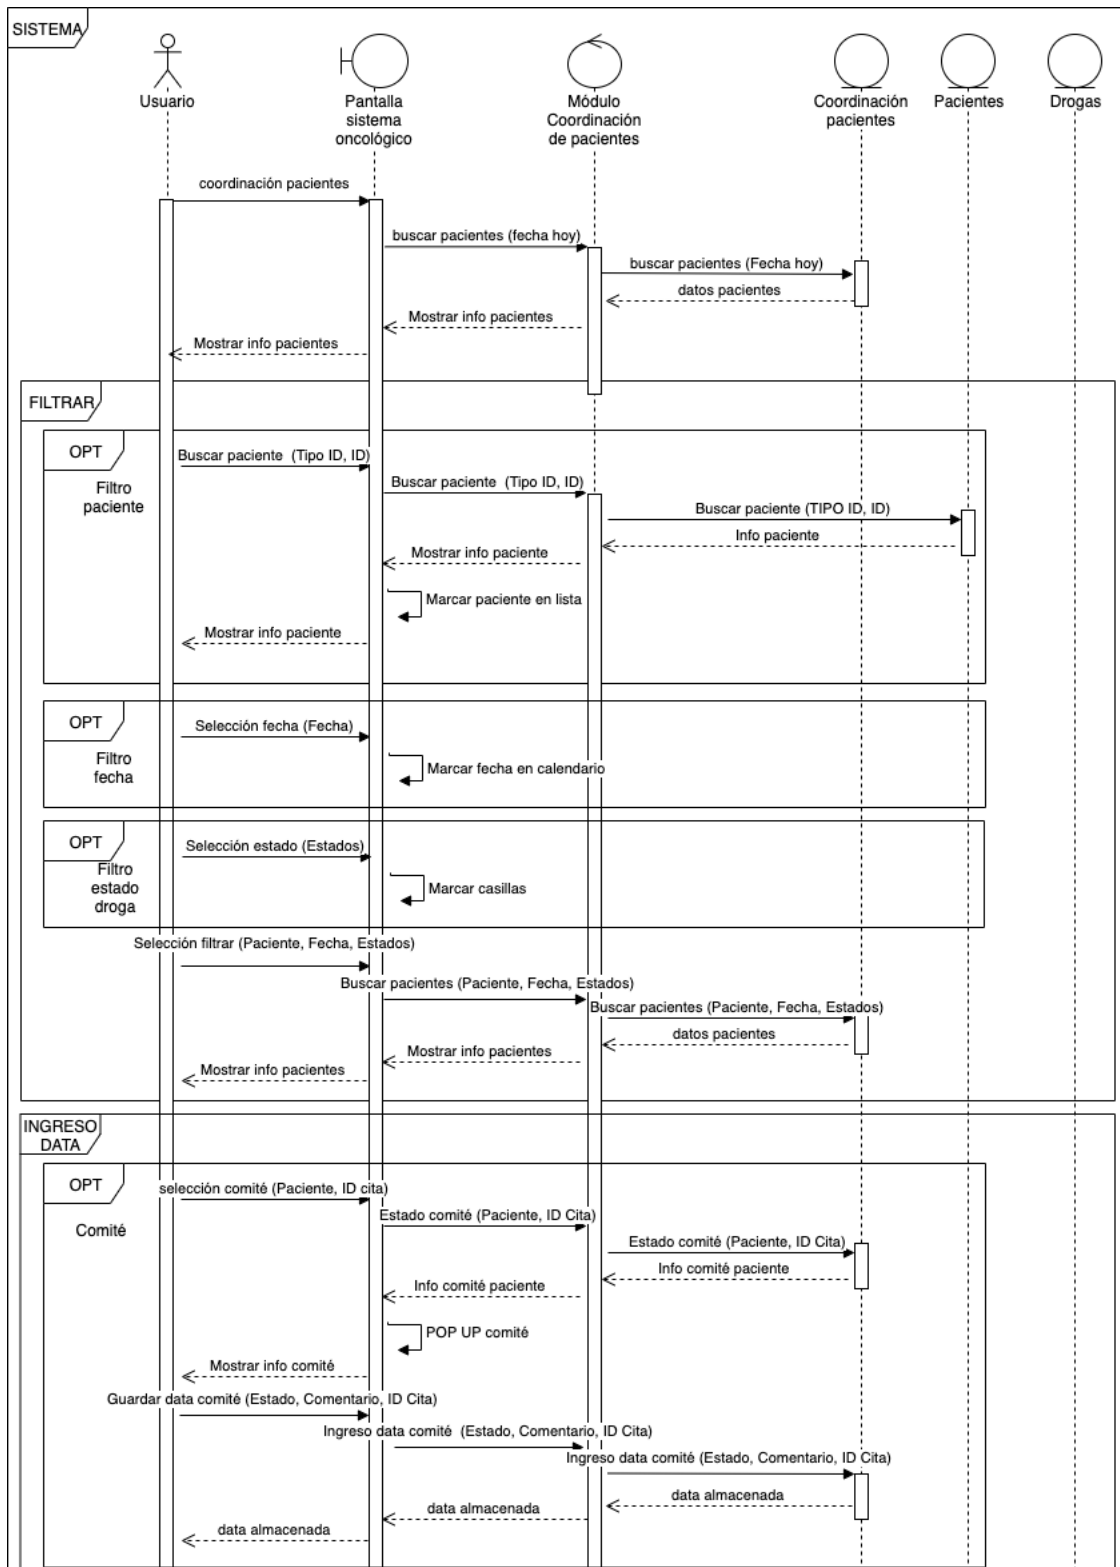 SISTEMA
Usuario
Pantalla
sistema
oncológico
Módulo
Coordinación
de pacientes
Coordinación
pacientes
Pacientes
Drogas
coordinación pacientes
buscar pacientes (fecha hoy)
buscar pacientes (Fecha hoy)
datos pacientes
Mostrar info pacientes
Mostrar info pacientes
FILTRAR
OPT
Filtro
paciente
Buscar paciente (Tipo ID, ID)
Buscar paciente (Tipo ID, ID)
Buscar paciente (TIPO ID, ID)
Info paciente
Mostrar info paciente
Marcar paciente en lista
Mostrar info paciente
OPT
Filtro
fecha
Selección fecha (Fecha)
Marcar fecha en calendario
OPT
Filtro
estado
droga
Selección estado (Estados)
Marcar casillas
Selección filtrar (Paciente, Fecha, Estados)
Buscar pacientes (Paciente, Fecha, Estados)
Buscar pacientes (Paciente, Fecha, Estados)
datos pacientes
Mostrar info pacientes
Mostrar info pacientes
INGRESO
DATA
OPT
Comité
selección comité (Paciente, ID cita)
Estado comité (Paciente, ID Cita)
Estado comité (Paciente, ID Cita)
Info comité paciente
Info comité paciente
POP UP comité
Mostrar info comité
Guardar data comité (Estado, Comentario, ID Cita)
Ingreso data comité (Estado, Comentario, ID Cita)
Ingreso data comité (Estado, Comentario, ID Cita)
data almacenada
data almacenada
data almacenada